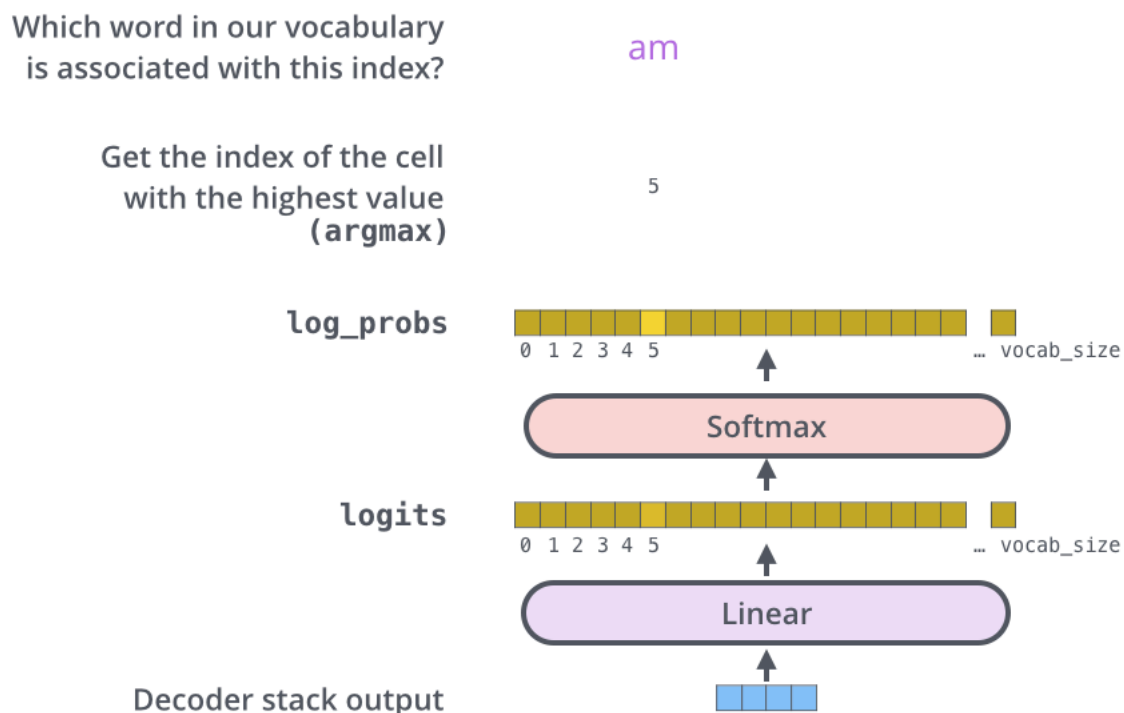 Which word in our vocabulary
is associated with this index?
am
Get the index of the cell
with the highest value
(argmax)
5
log_probs
0 1 2 3 4 5 … vocab_size
Softmax
logits
0 1 2 3 4 5 … vocab_size
Linear
Decoder stack output